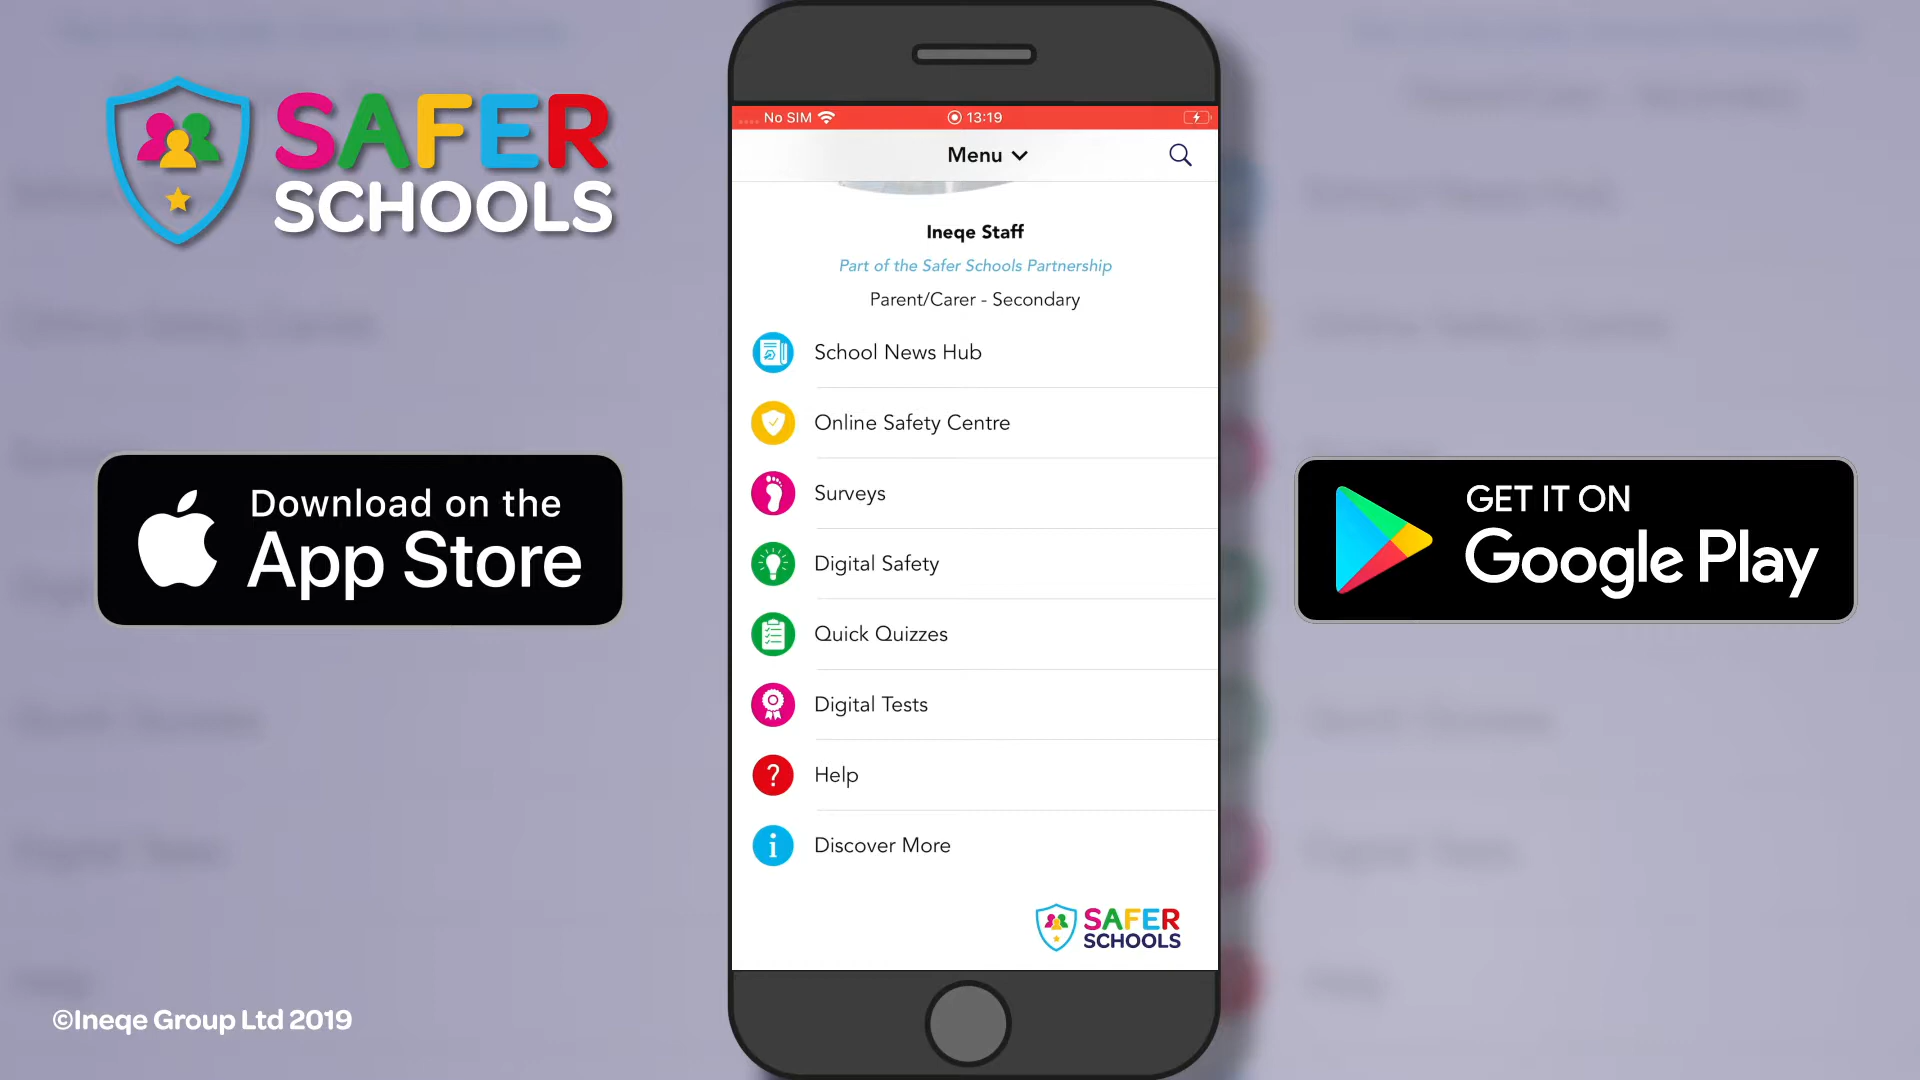 SAFER
SCHOOLS
Download on the
App Store
©Ineqe Group Ltd 2019
No SIM 13:19
Menu
Ineqe Staff
Part of the Safer Schools Partnership
Parent/Carer - Secondary
School News Hub
Online Safety Centre
Surveys
Digital Safety
Quick Quizzes
Digital Tests
? Help
i Discover More
SAFER
SCHOOLS
GET IT ON
Google Play